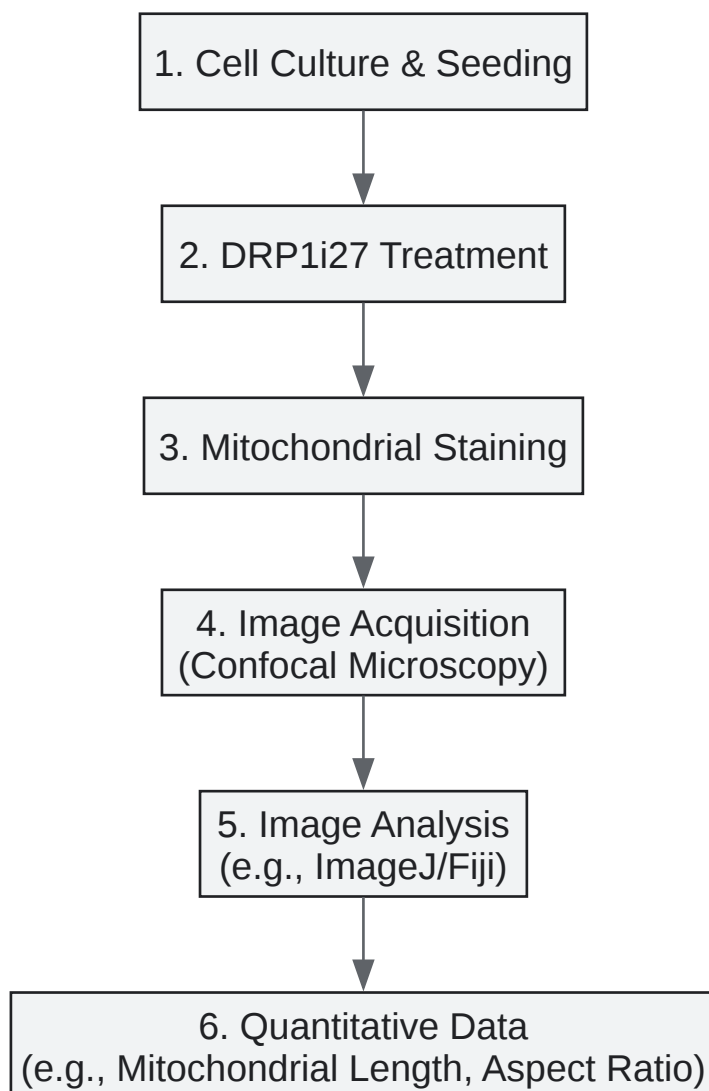 1. Cell Culture & Seeding
2. DRP1i27 Treatment
3. Mitochondrial Staining
4. Image Acquisition
(Confocal Microscopy)
5. Image Analysis
(e.g., ImageJ/Fiji)
6. Quantitative Data
(e.g., Mitochondrial Length, Aspect Ratio)